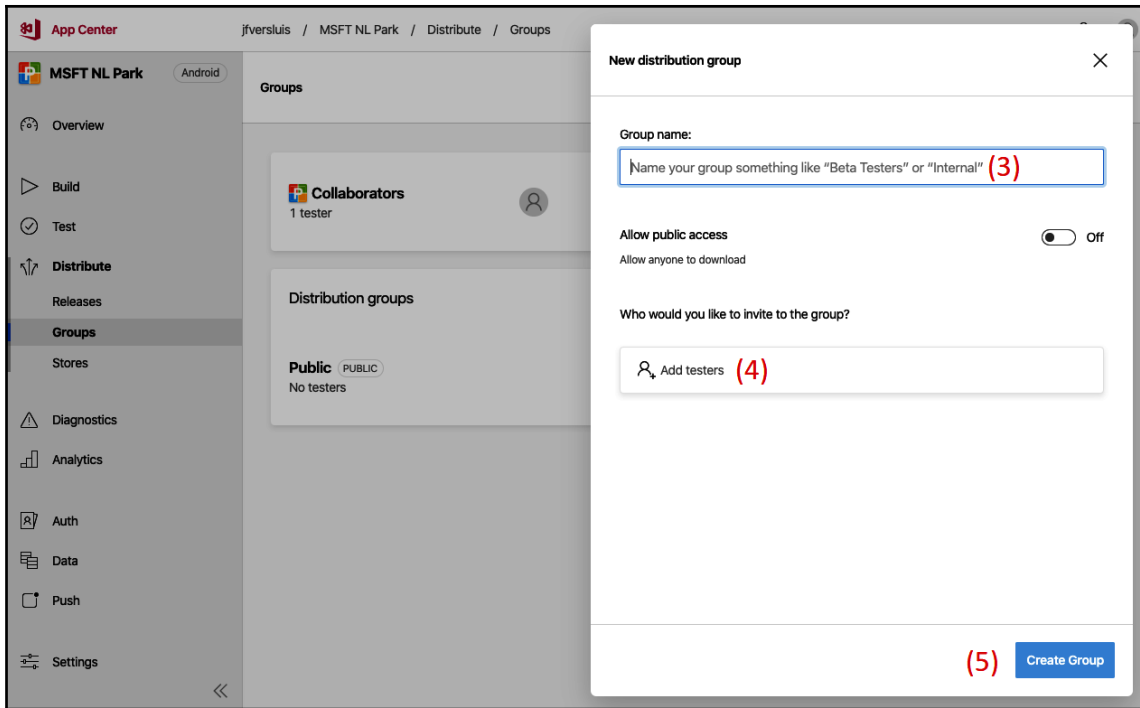 App Center
jfversluis / MSFT NL Park / Distribute / Groups
MSFT NL Park Android
Overview
Build
Test
Distribute
Releases
Groups
Stores
Diagnostics
Analytics
Auth
Data
Push
Settings
Groups
Collaborators
1 tester
Distribution groups
Public PUBLIC
No testers
New distribution group
Group name:
Name your group something like “Beta Testers” or “Internal” (3)
Allow public access Off
Allow anyone to download
Who would you like to invite to the group?
Add testers (4)
(5) Create Group